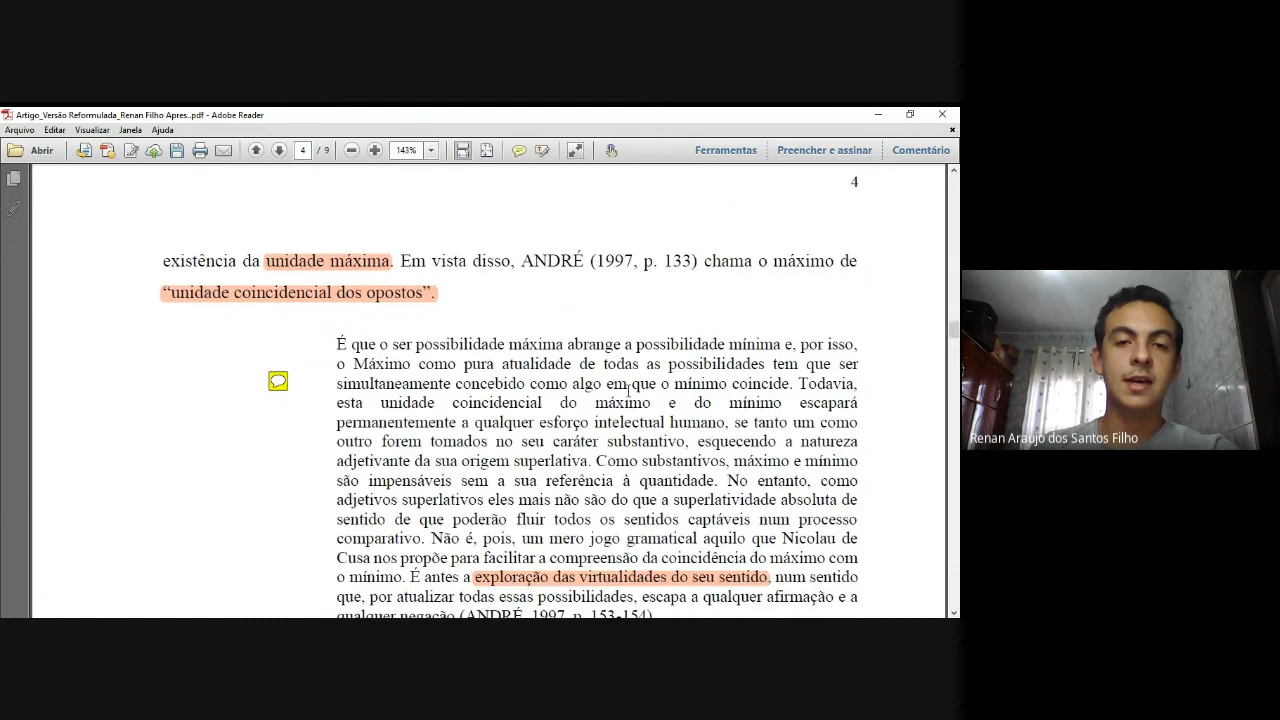 Artigo_Versão Reformulada_Renan Filho Apres..pdf - Adobe Reader
Arquivo Editar Visualizar Janela Ajuda
Abrir 4 / 9 143% Ferramentas Preencher e assinar Comentário
4
existência da unidade máxima. Em vista disso, ANDRÉ (1997, p. 133) chama o máximo de
“unidade coincidencial dos opostos”.
É que o ser possibilidade máxima abrange a possibilidade mínima e, por isso,
o Máximo como pura atualidade de todas as possibilidades tem que ser
simultaneamente concebido como algo em que o mínimo coincide. Todavia,
esta unidade coincidencial do máximo e do mínimo escapará
permanentemente a qualquer esforço intelectual humano, se tanto um como
outro forem tomados no seu caráter substantivo, esquecendo a natureza
adjetivante da sua origem superlativa. Como substantivos, máximo e mínimo
são impensáveis sem a sua referência à quantidade. No entanto, como
adjetivos superlativos eles mais não são do que a superlatividade absoluta de
sentido de que poderão fluir todos os sentidos captáveis num processo
comparativo. Não é, pois, um mero jogo gramatical aquilo que Nicolau de
Cusa nos propõe para facilitar a compreensão da coincidência do máximo com
o mínimo. É antes a exploração das virtualidades do seu sentido, num sentido
que, por atualizar todas essas possibilidades, escapa a qualquer afirmação e a
qualquer negação (ANDRÉ, 1997, p. 153-154)
Renan Araujo dos Santos Filho